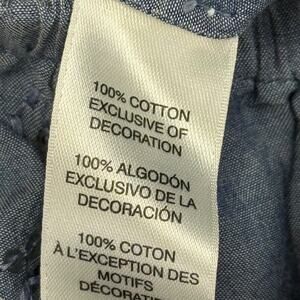 100% COTTON
EXCLUSIVE OF
DECORATION
100% ALGODÓN
EXCLUSIVO DE LA
DECORACIÓN
100% COTON
À L'EXCEPTION DES
MOTIFS